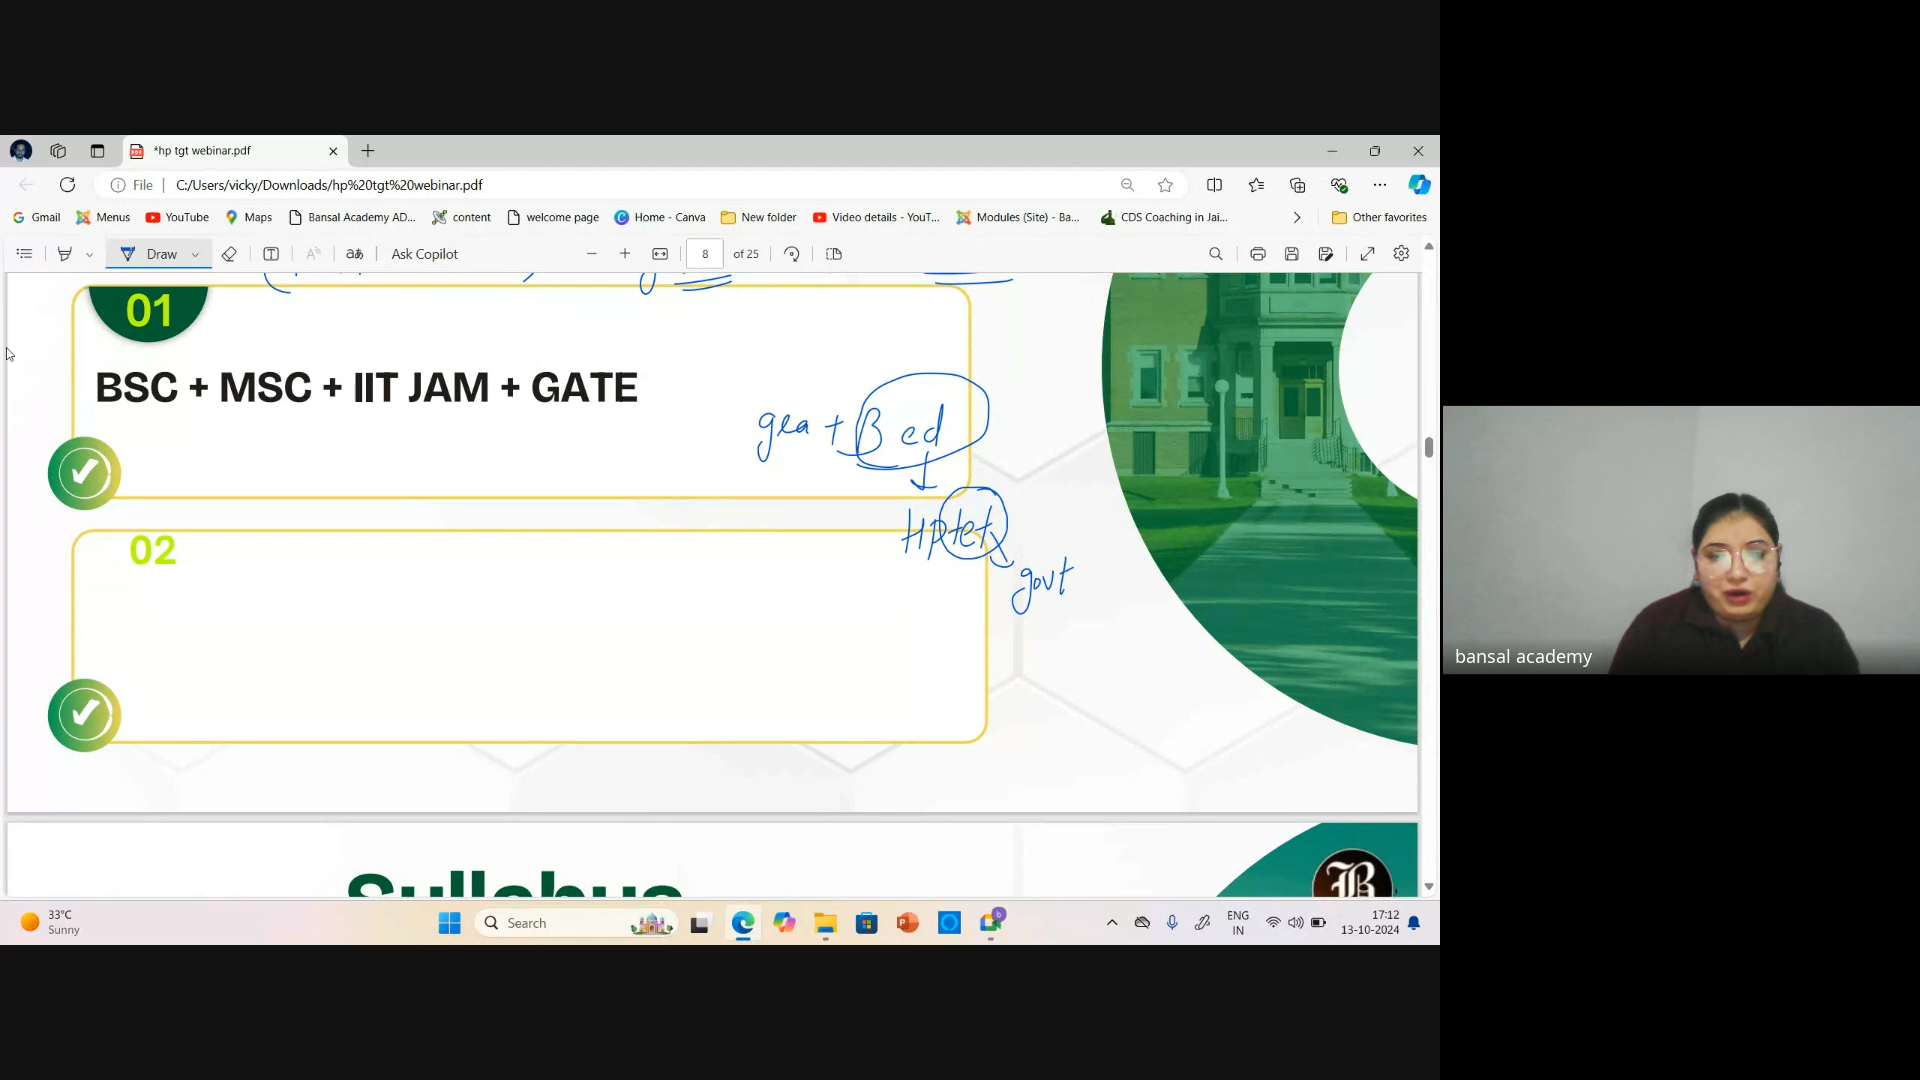 *hp tgt webinar.pdf
File C:/Users/vicky/Downloads/hp%20tgt%20webinar.pdf
Gmail Menus YouTube Maps Bansal Academy AD... content welcome page Home - Canva New folder Video details - YouT... Modules (Site) - Ba... CDS Coaching in Jai... Other favorites
Draw Ask Copilot 8 of 25
01
BSC + MSC + IIT JAM + GATE
+ B ed
HP tet
govt
02
bansal academy
Syllabus
33°C
Sunny
Search
ENG
IN
17:12
13-10-2024